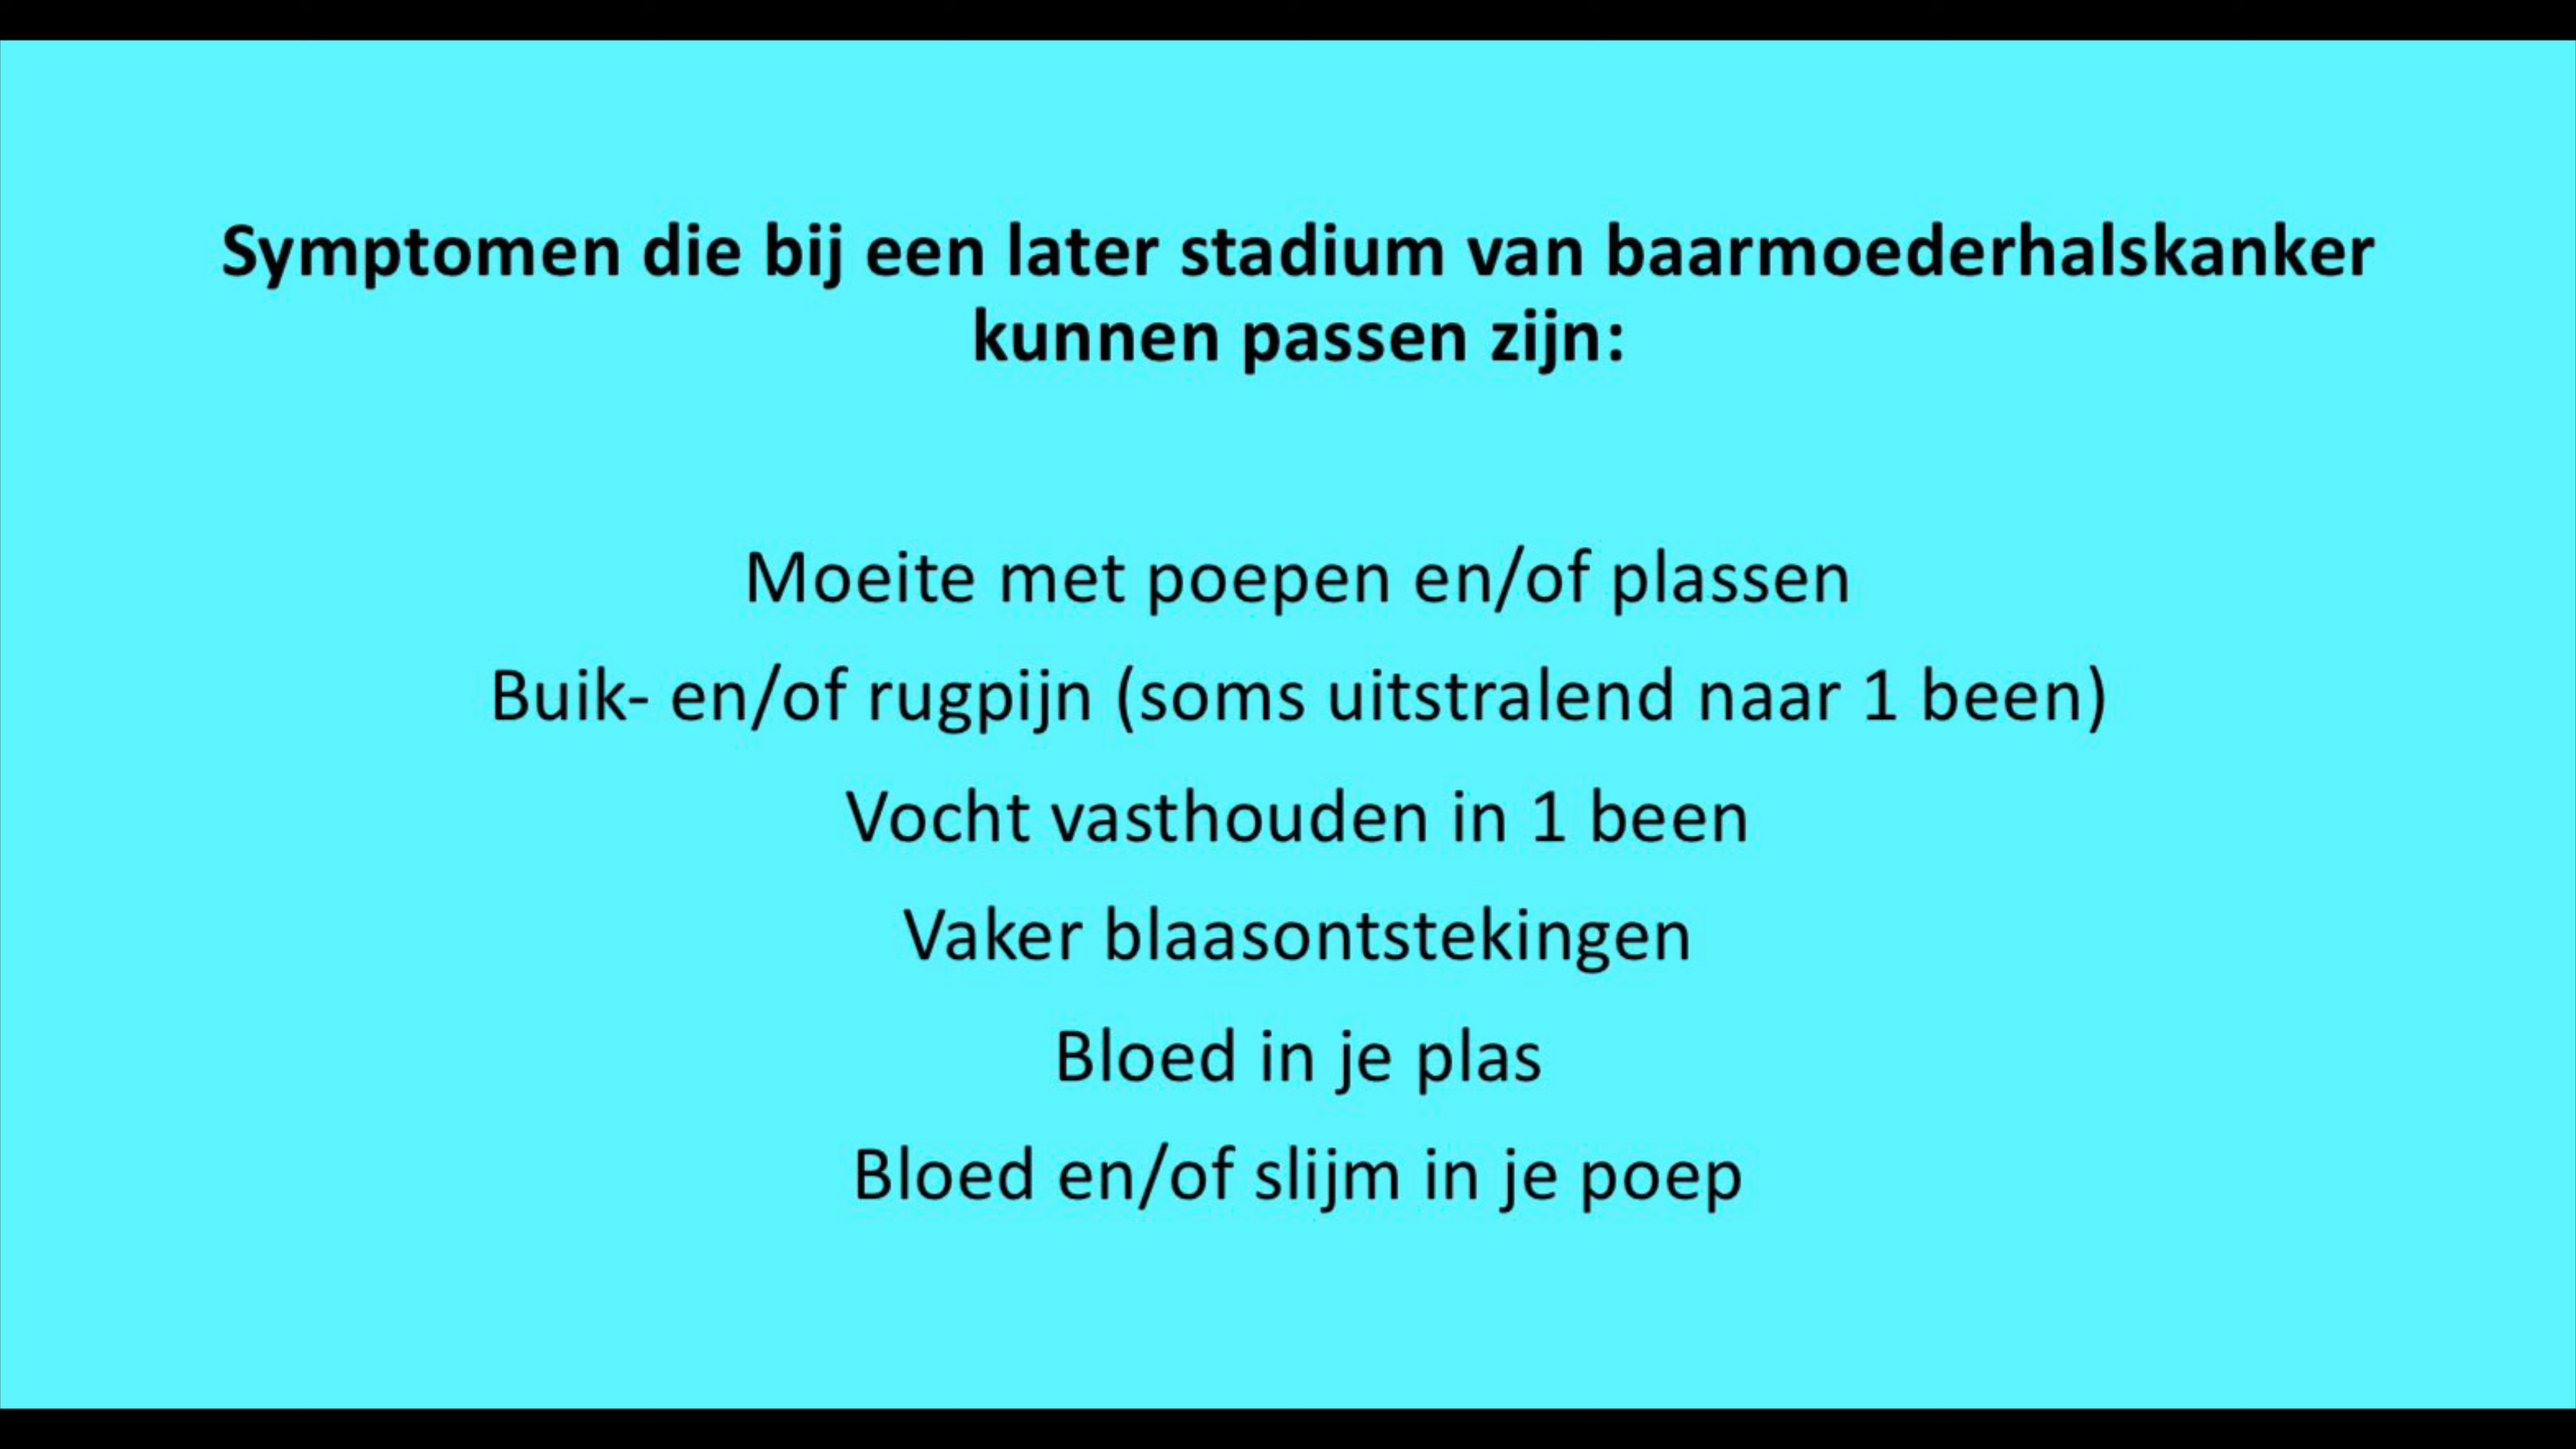 Symptomen die bij een later stadium van baarmoederhalskanker
kunnen passen zijn:
Moeite met poepen en/of plassen
Buik- en/of rugpijn (soms uitstralend naar 1 been)
Vocht vasthouden in 1 been
Vaker blaasontstekingen
Bloed in je plas
Bloed en/of slijm in je poep